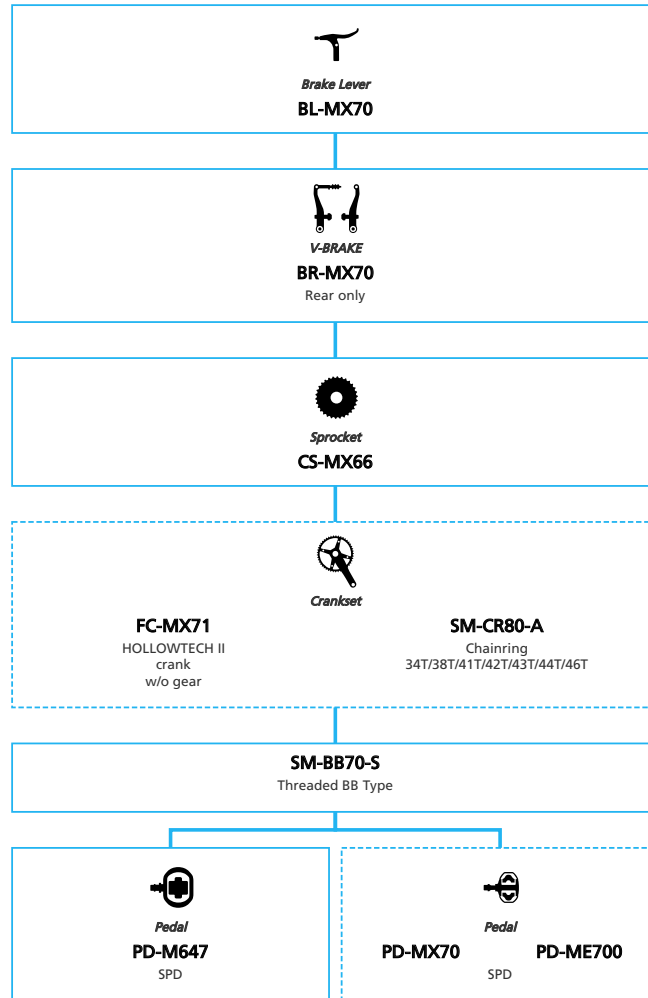 Brake Lever
BL-MX70
V-BRAKE
BR-MX70
Rear only
Sprocket
CS-MX66
Crankset
FC-MX71
HOLLOWTECH II
crank
w/o gear
SM-CR80-A
Chainring
34T/38T/41T/42T/43T/44T/46T
SM-BB70-S
Threaded BB Type
Pedal
PD-M647
SPD
Pedal
PD-MX70 PD-ME700
SPD